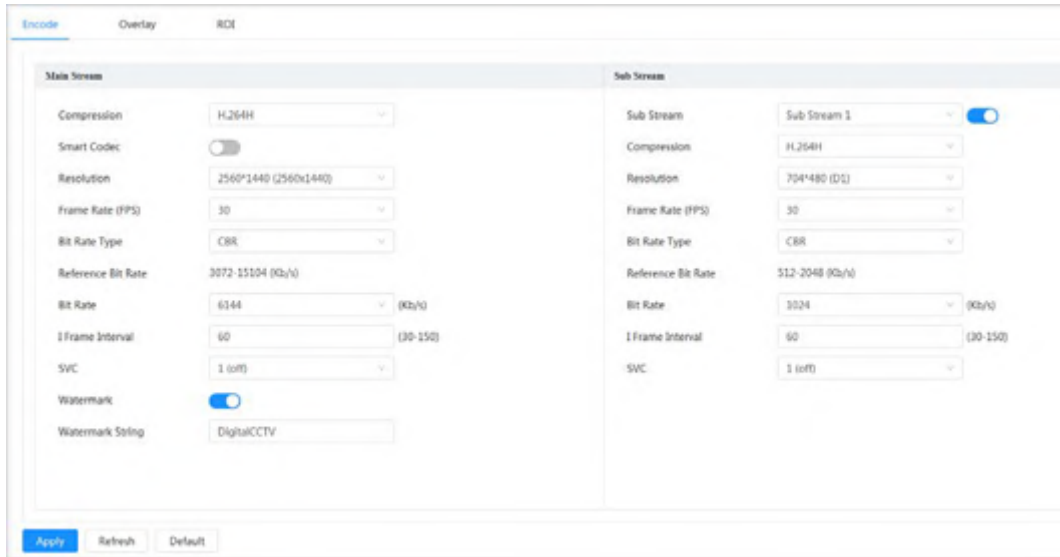 Encode Overlay ROI
Main Stream Sub Stream
Compression H.264H Sub Stream Sub Stream 1
Smart Codec Compression H.264H
Resolution 2560*1440 (2560x1440) Resolution 704*480 (D1)
Frame Rate (FPS) 30 Frame Rate (FPS) 30
Bit Rate Type CBR Bit Rate Type CBR
Reference Bit Rate 3072-15104 (Kb/s) Reference Bit Rate 512-2048 (Kb/s)
Bit Rate 6144 (Kb/s) Bit Rate 1024 (Kb/s)
I Frame Interval 60 (30-150) I Frame Interval 60 (30-150)
SVC 1 (off) SVC 1 (off)
Watermark
Watermark String DigitalCCTV
Apply Refresh Default